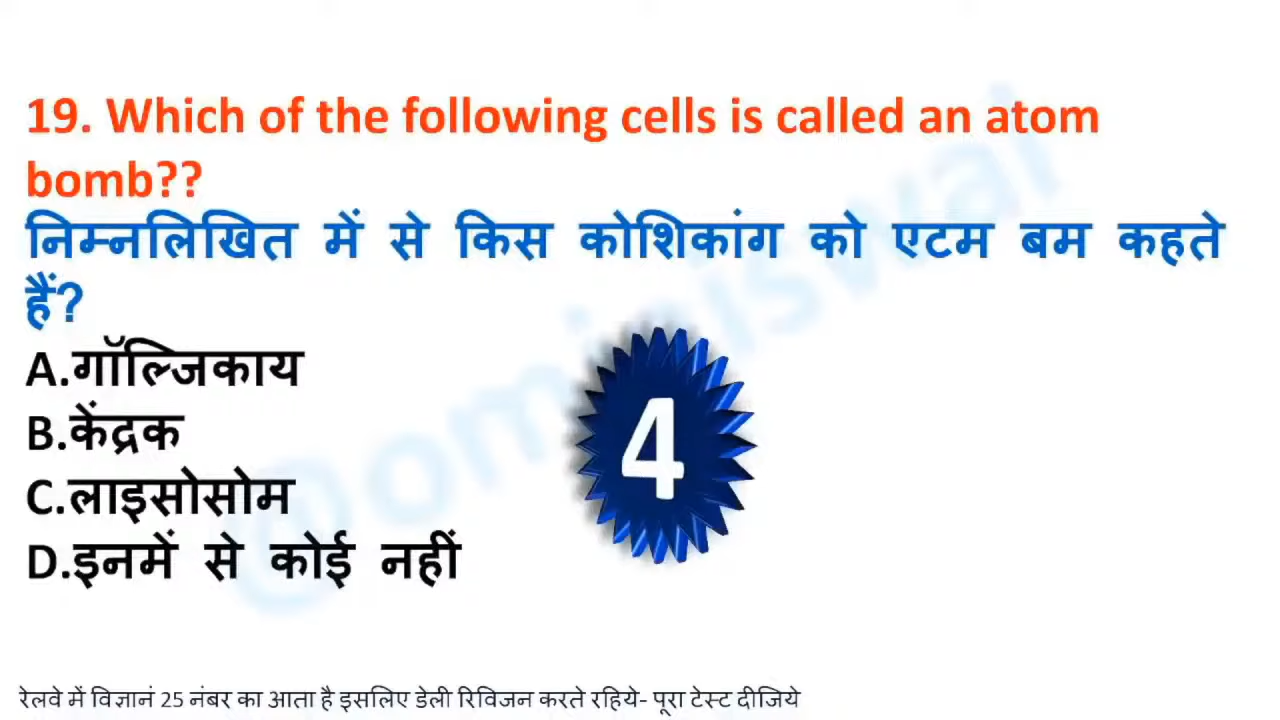 19. Which of the following cells is called an atom
bomb??
निम्नलिखित में से किस कोशिकांग को एटम बम कहते
हैं?
A.गॉल्जिकाय
B.केंद्रक
C.लाइसोसोम
D.इनमें से कोई नहीं
4
रेलवे में विज्ञानं 25 नंबर का आता है इसलिए डेली रिविजन करते रहिये- पूरा टेस्ट दीजिये